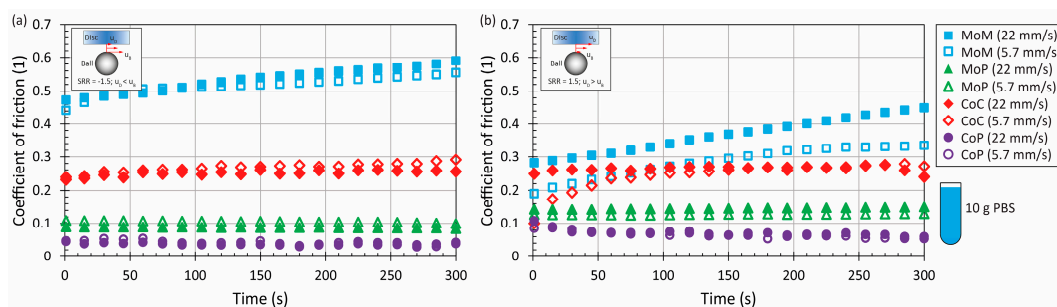 (a)
0.7
0.6
0.5
0.4
0.3
0.2
0.1
0
Coefficient of friction (1)
Disc
u_D
u_B
Ball
SRR = -1.5; u_D < u_B
0 50 100 150 200 250 300
Time (s)
(b)
0.7
0.6
0.5
0.4
0.3
0.2
0.1
0
Coefficient of friction (1)
Disc
u_D
u_B
Ball
SRR = 1.5; u_D > u_B
0 50 100 150 200 250 300
Time (s)
MoM (22 mm/s)
MoM (5.7 mm/s)
MoP (22 mm/s)
MoP (5.7 mm/s)
CoC (22 mm/s)
CoC (5.7 mm/s)
CoP (22 mm/s)
CoP (5.7 mm/s)
10 g PBS